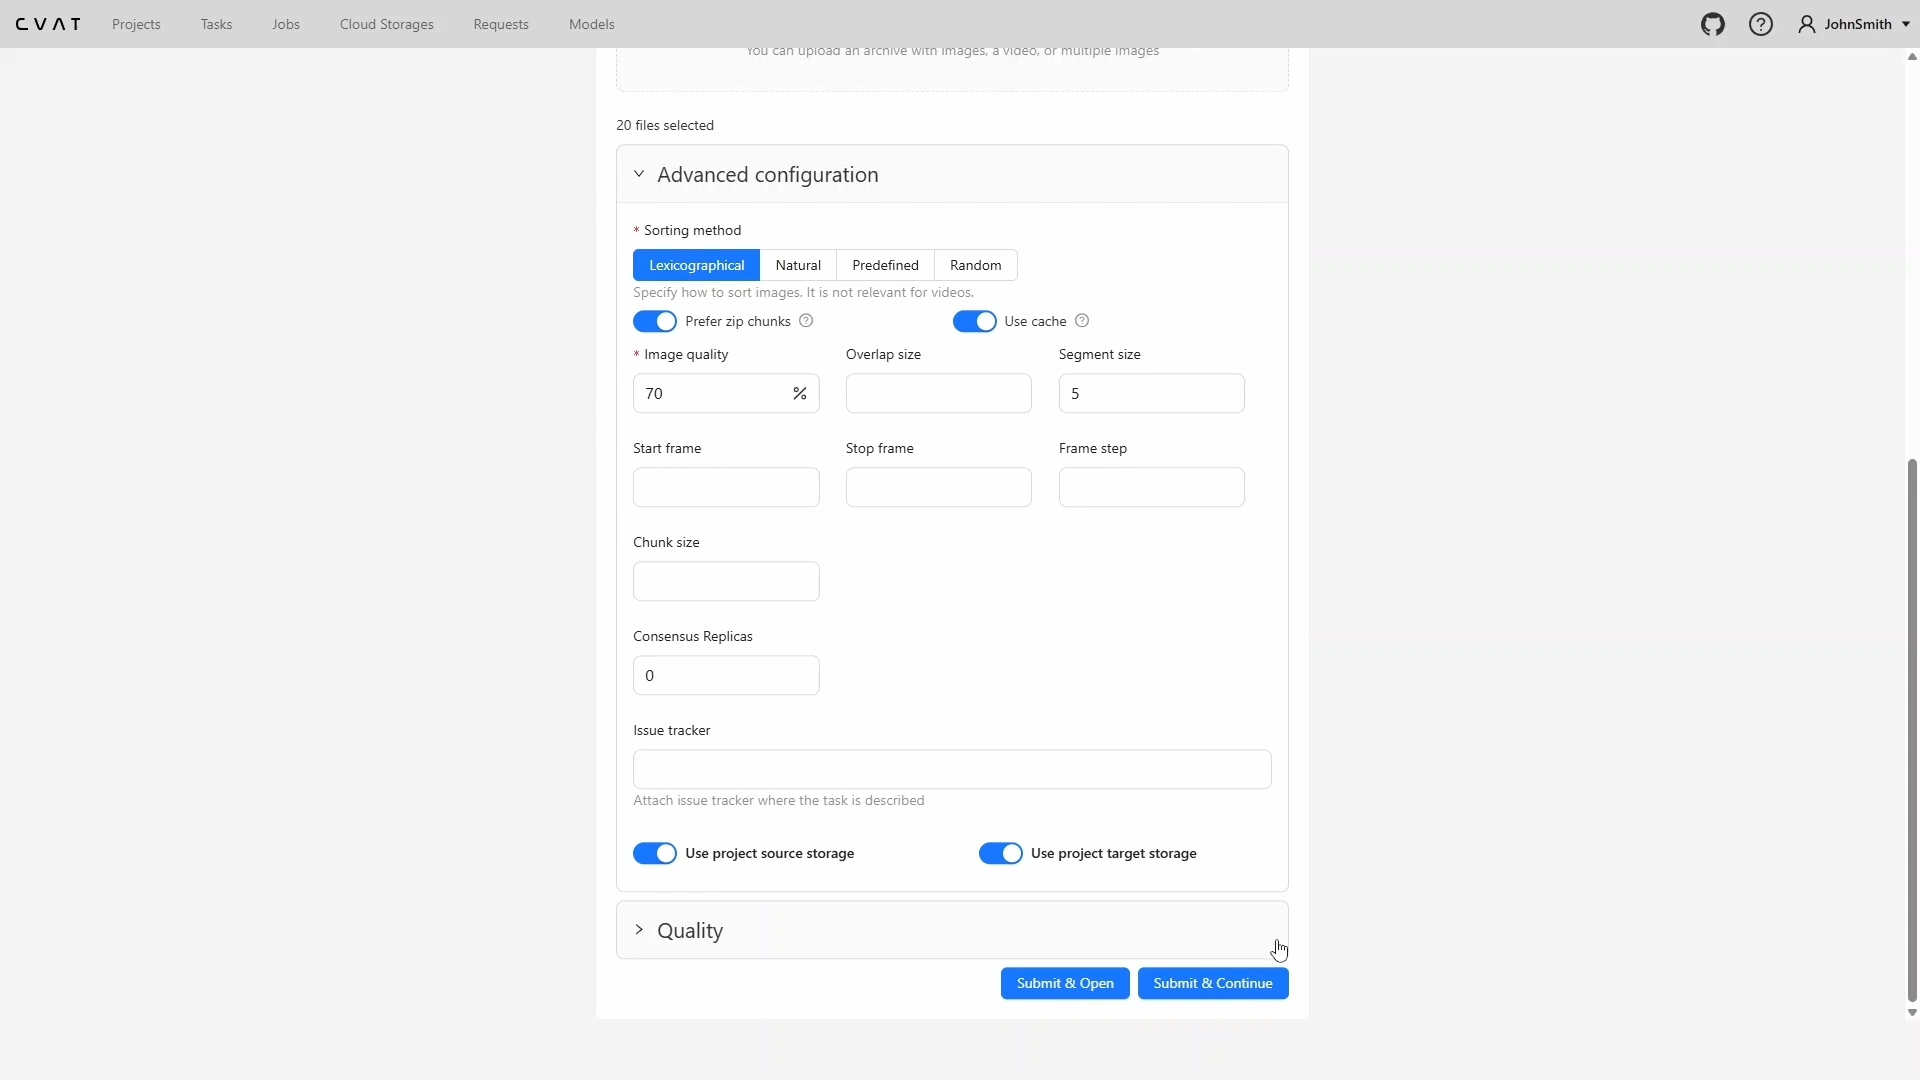 CVAT Projects Tasks Jobs Cloud Storages Requests Models JohnSmith
You can upload an archive with images, a video, or multiple images
20 files selected
Advanced configuration
* Sorting method
Lexicographical Natural Predefined Random
Specify how to sort images. It is not relevant for videos.
Prefer zip chunks Use cache
* Image quality Overlap size Segment size
70 % 5
Start frame Stop frame Frame step
Chunk size
Consensus Replicas
0
Issue tracker
Attach issue tracker where the task is described
Use project source storage Use project target storage
Quality
Submit & Open Submit & Continue